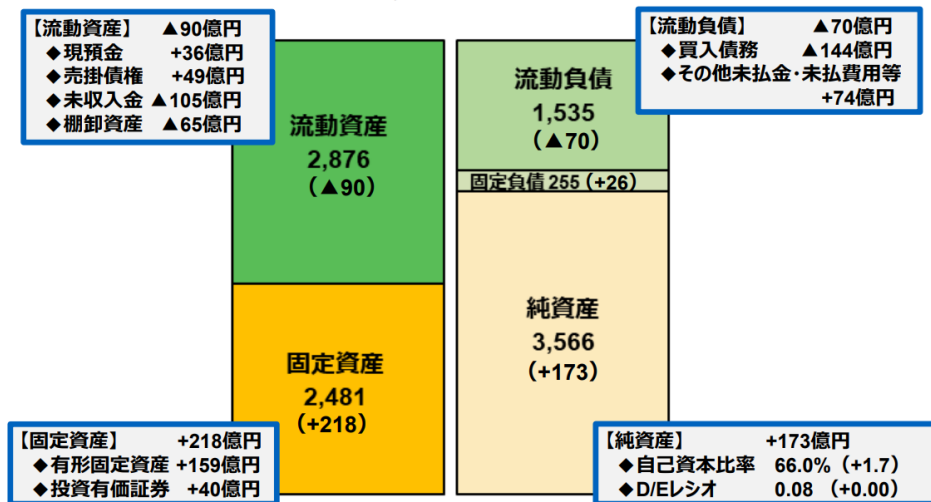 【流動資産】 ▲90億円
◆現預金 +36億円
◆売掛債権 +49億円
◆未収入金 ▲105億円
◆棚卸資産 ▲65億円
【流動負債】 ▲70億円
◆買入債務 ▲144億円
◆その他未払金・未払費用等
+74億円
流動資産
2,876
(▲90)
流動負債
1,535
(▲70)
固定負債 255 (+26)
固定資産
2,481
(+218)
純資産
3,566
(+173)
【固定資産】 +218億円
◆有形固定資産 +159億円
◆投資有価証券 +40億円
【純資産】 +173億円
◆自己資本比率 66.0% (+1.7)
◆D/Eレシオ 0.08 (+0.00)